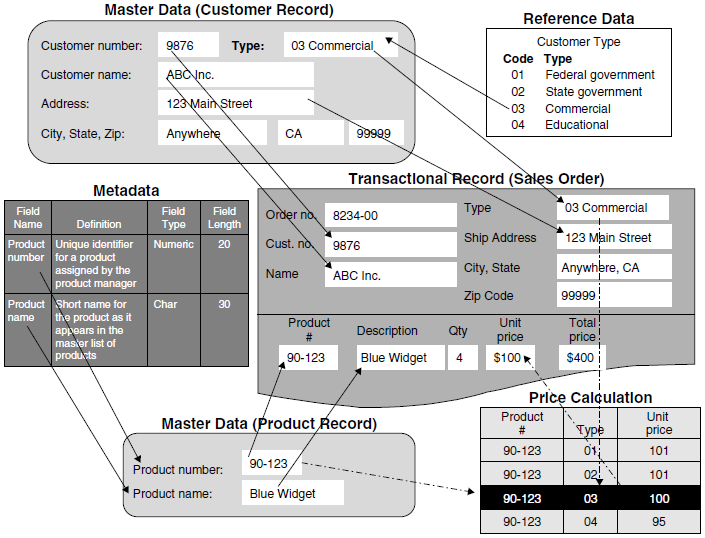 Master Data (Customer Record)
Customer number: 9876 Type: 03 Commercial
Customer name: ABC Inc.
Address: 123 Main Street
City, State, Zip: Anywhere CA 99999
Reference Data
Customer Type
Code Type
01 Federal government
02 State government
03 Commercial
04 Educational
Metadata
Field Name Definition Field Type Field Length
Product number Unique identifier for a product assigned by the product manager Numeric 20
Product name Short name for the product as it appears in the master list of products Char 30
Transactional Record (Sales Order)
Order no. 8234-00 Type 03 Commercial
Cust. no. 9876 Ship Address 123 Main Street
Name ABC Inc. City, State Anywhere, CA
Zip Code 99999
Product # Description Qty Unit price Total price
90-123 Blue Widget 4 $100 $400
Master Data (Product Record)
Product number: 90-123
Product name: Blue Widget
Price Calculation
Product # Type Unit price
90-123 01 101
90-123 02 101
90-123 03 100
90-123 04 95